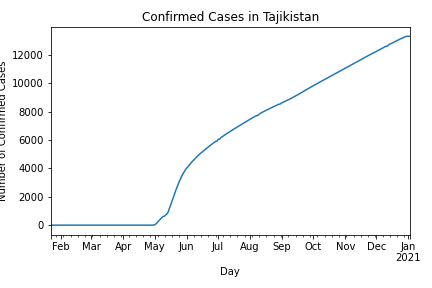 Confirmed Cases in Tajikistan
Number of Confirmed Cases
12000
10000
8000
6000
4000
2000
0
Feb Mar Apr May Jun Jul Aug Sep Oct Nov Dec Jan
2021
Day